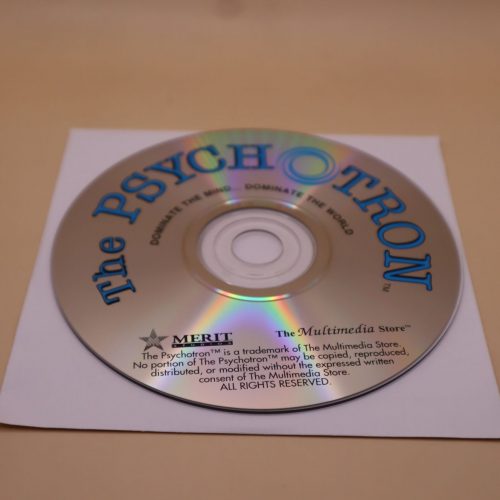 The PSYCHOTRON™
DOMINATE THE MIND... DOMINATE THE WORLD
MERIT
STUDIOS
The Multimedia Store™
The Psychotron™ is a trademark of The Multimedia Store.
No portion of The Psychotron™ may be copied, reproduced,
distributed, or modified without the expressed written
consent of The Multimedia Store.
ALL RIGHTS RESERVED.